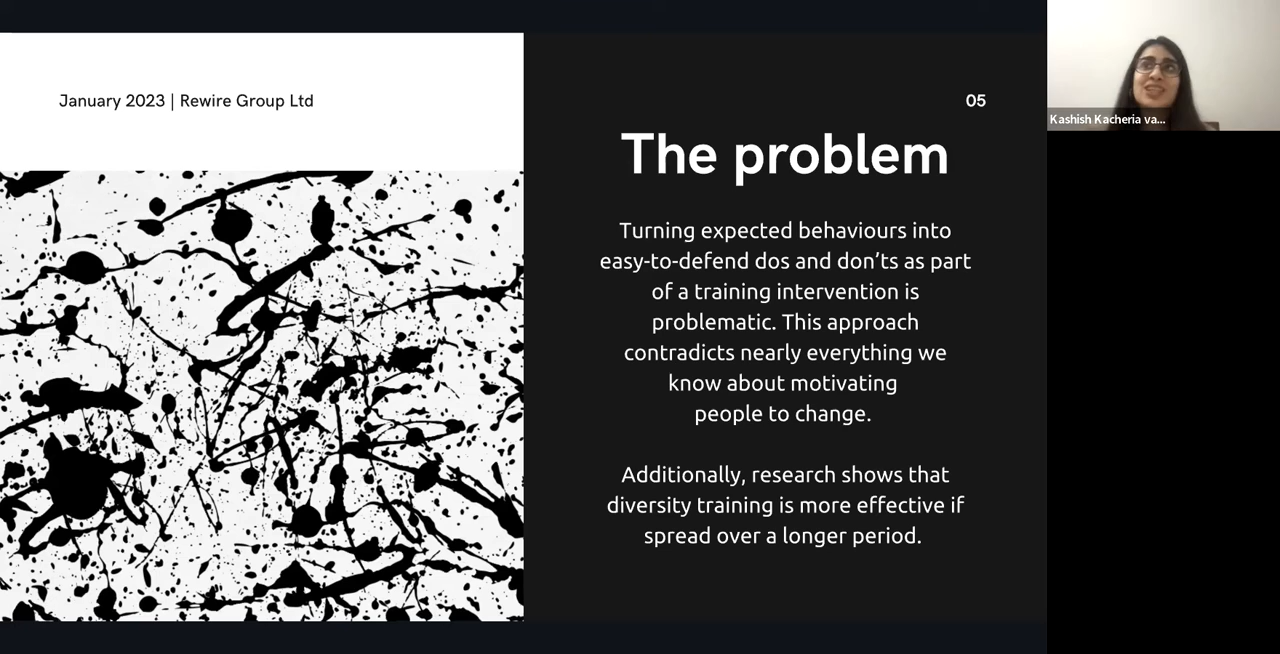 January 2023 | Rewire Group Ltd
05
The problem
Turning expected behaviours into
easy-to-defend dos and don’ts as part
of a training intervention is
problematic. This approach
contradicts nearly everything we
know about motivating
people to change.
Additionally, research shows that
diversity training is more effective if
spread over a longer period.
Kashish Kacheria va...